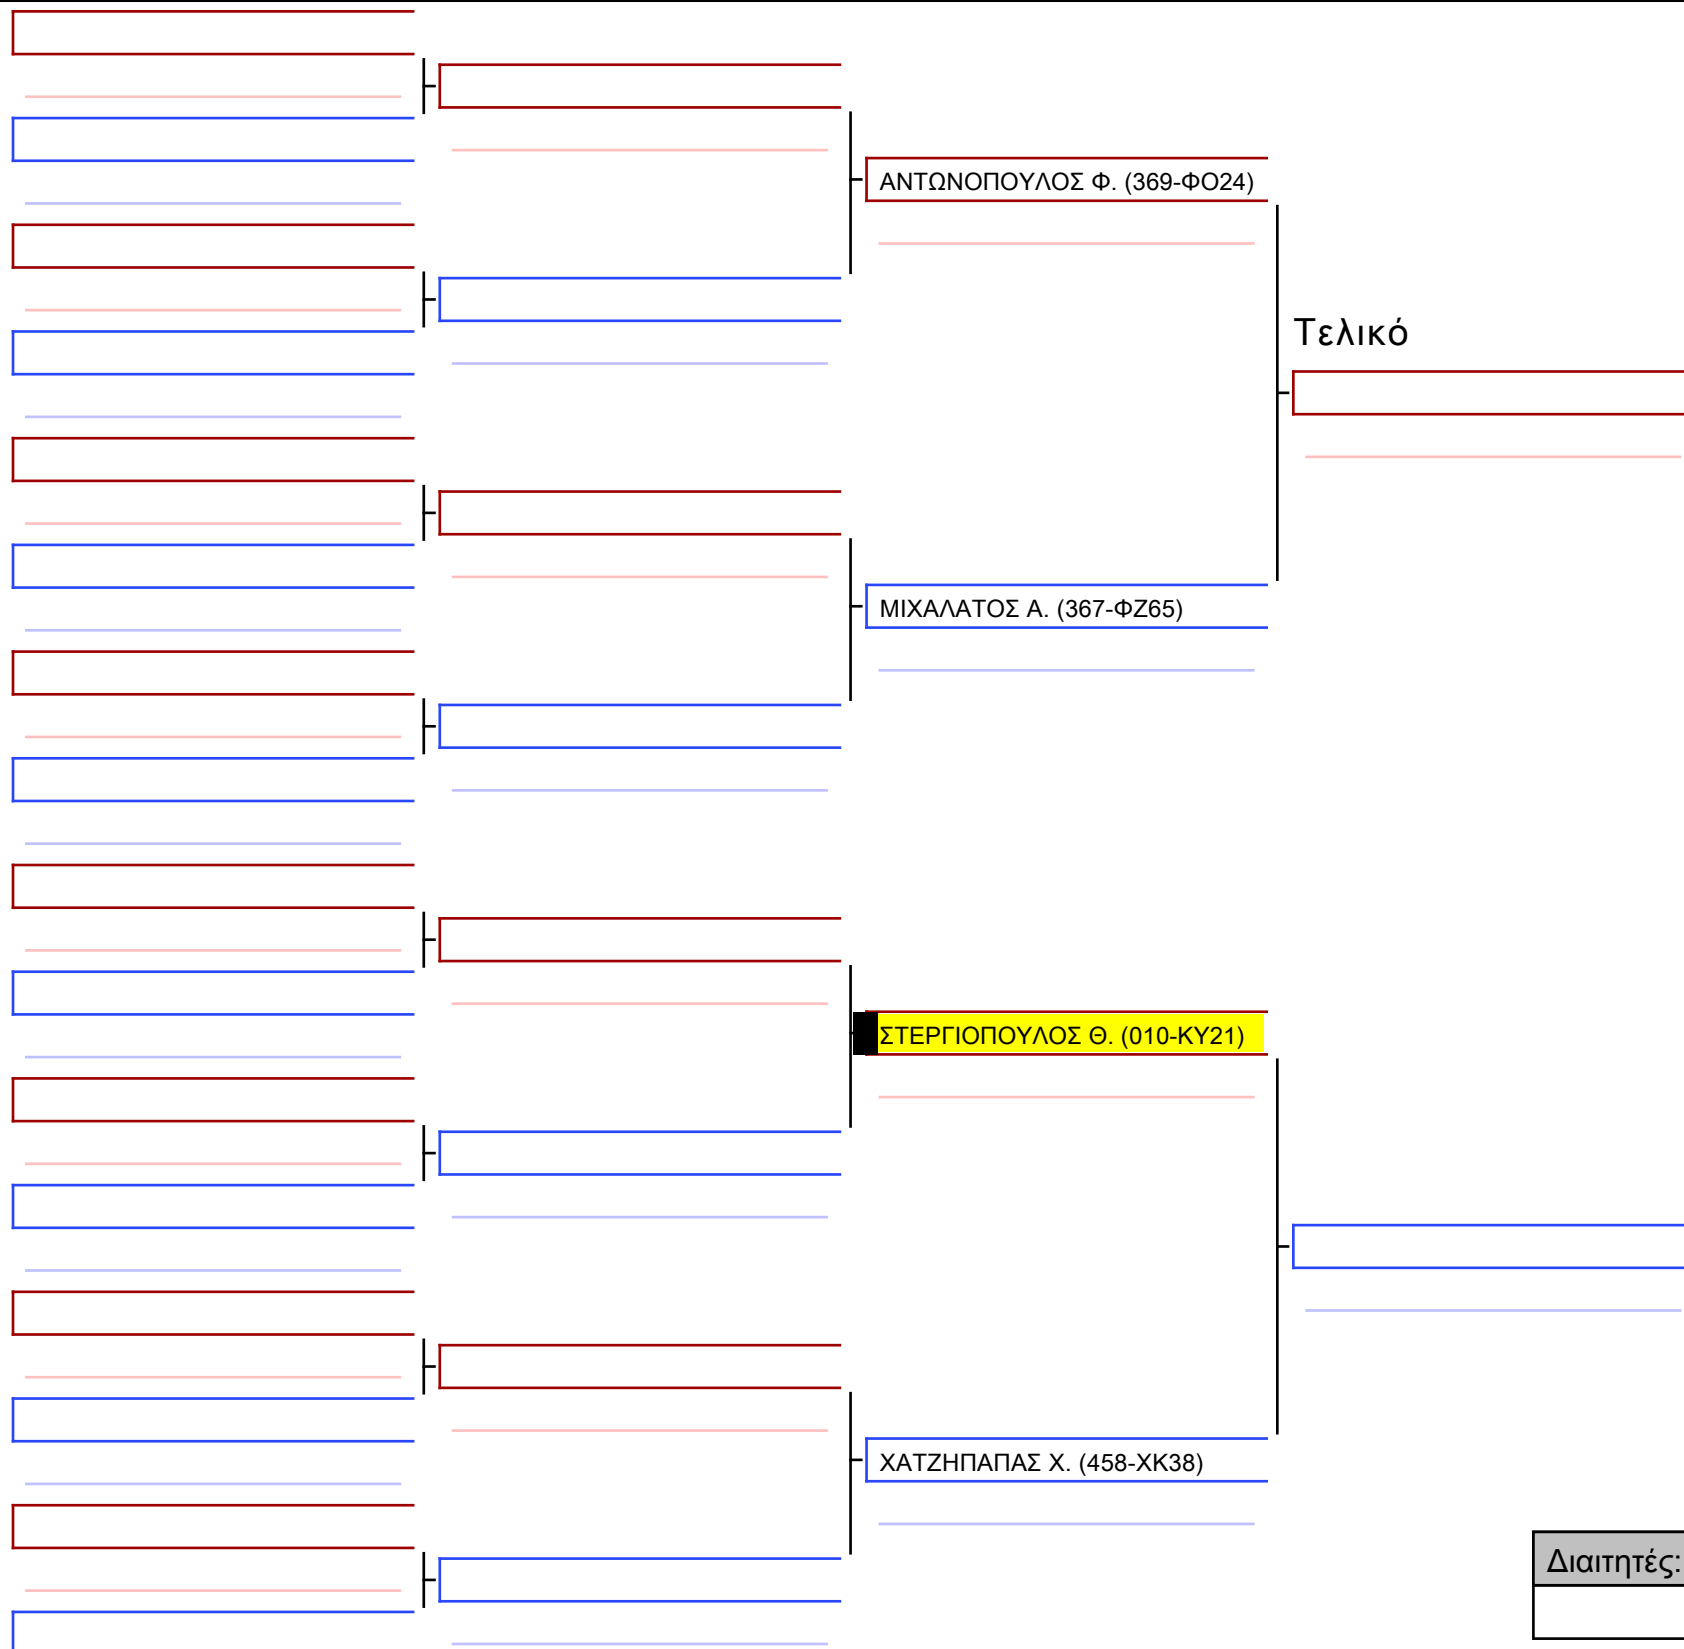 ΑΝΤΩΝΟΠΟΥΛΟΣ Φ. (369-ΦΟ24)
Τελικό
ΜΙΧΑΛΑΤΟΣ Α. (367-ΦΖ65)
ΣΤΕΡΓΙΟΠΟΥΛΟΣ Θ. (010-ΚΥ21)
ΧΑΤΖΗΠΑΠΑΣ Χ. (458-ΧΚ38)
Διαιτητές: